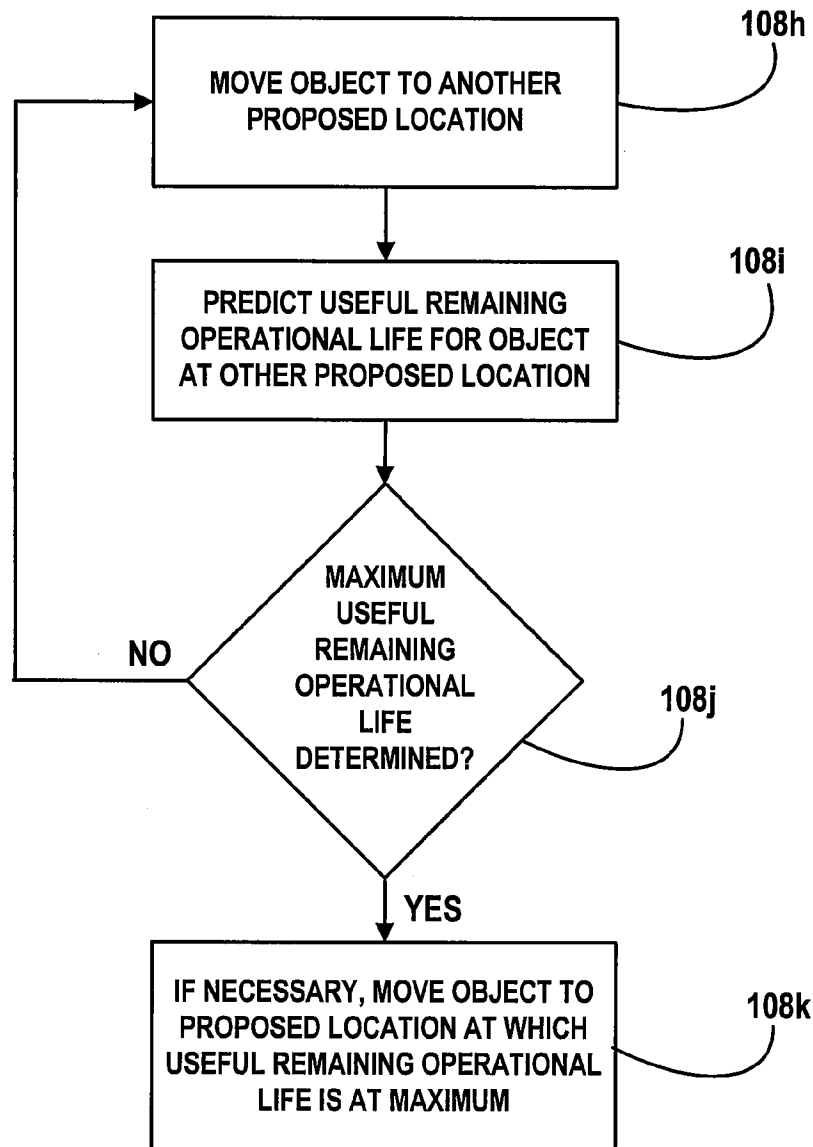 108h
MOVE OBJECT TO ANOTHER
PROPOSED LOCATION
108i
PREDICT USEFUL REMAINING
OPERATIONAL LIFE FOR OBJECT
AT OTHER PROPOSED LOCATION
MAXIMUM
USEFUL
REMAINING
OPERATIONAL
LIFE
DETERMINED?
NO
108j
YES
IF NECESSARY, MOVE OBJECT TO
PROPOSED LOCATION AT WHICH
USEFUL REMAINING OPERATIONAL
LIFE IS AT MAXIMUM
108k